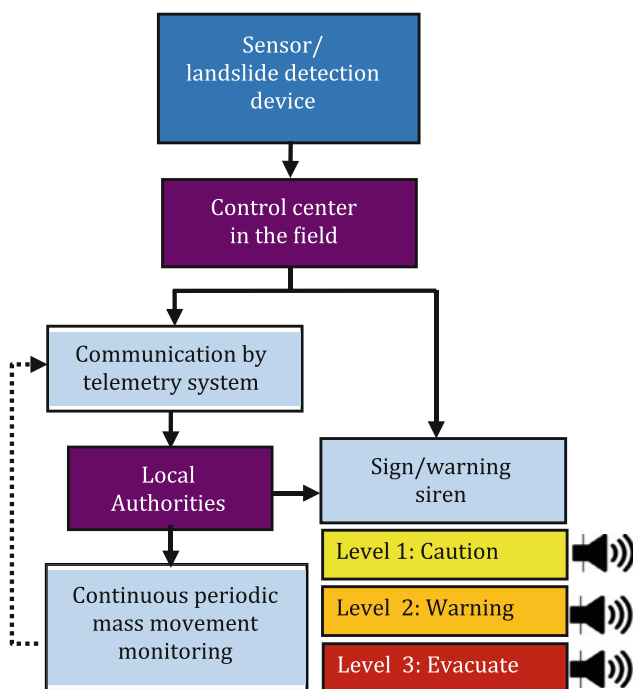 Sensor/
landslide detection
device
Control center
in the field
Communication by
telemetry system
Local
Authorities
Sign/warning
siren
Level 1: Caution
Level 2: Warning
Level 3: Evacuate
Continuous periodic
mass movement
monitoring